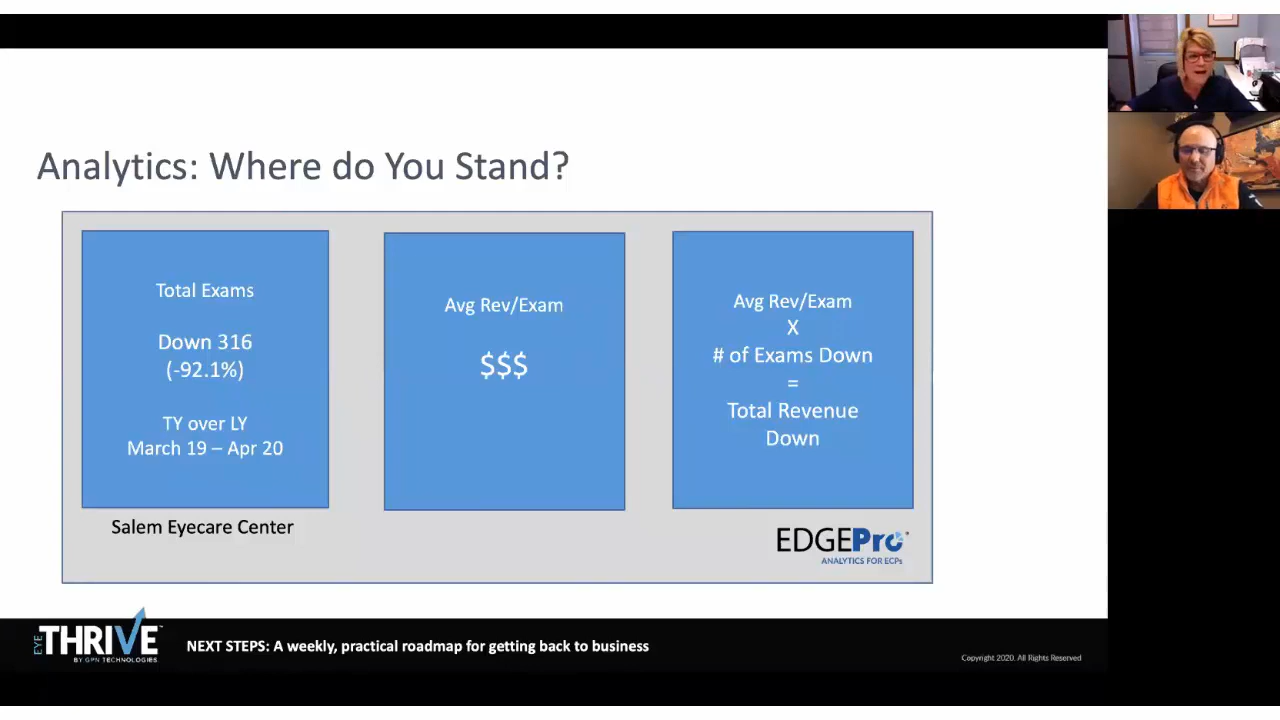 Analytics: Where do You Stand?
Total Exams
Down 316
(-92.1%)
TY over LY
March 19 – Apr 20
Avg Rev/Exam
$$$
Avg Rev/Exam
X
# of Exams Down
=
Total Revenue
Down
Salem Eyecare Center
EDGEPro
ANALYTICS FOR ECPs
EYE
THRIVE™
BY GPN TECHNOLOGIES
NEXT STEPS: A weekly, practical roadmap for getting back to business
Copyright 2020. All Rights Reserved